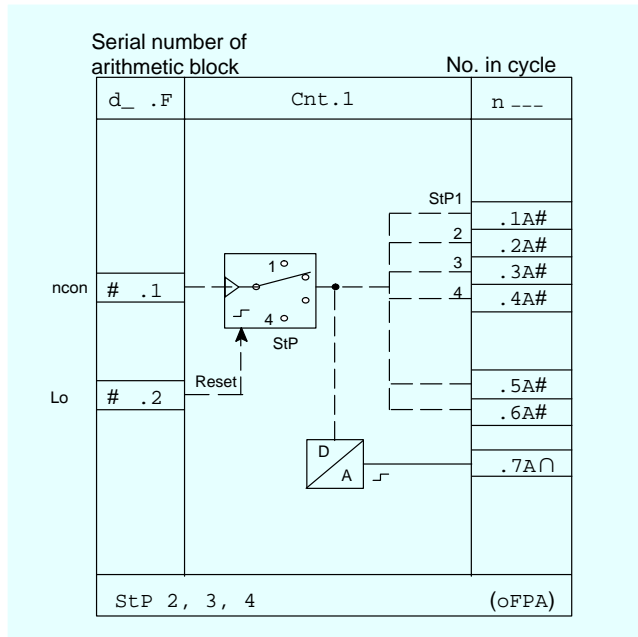 Serial number of
arithmetic block
No. in cycle
d_ .F
Cnt.1
n ___
StP1
.1A#
2
.2A#
3
.3A#
4
.4A#
ncon
# .1
1
4
StP
Lo
# .2
Reset
.5A#
.6A#
D
A
.7A∩
StP 2, 3, 4
(oFPA)